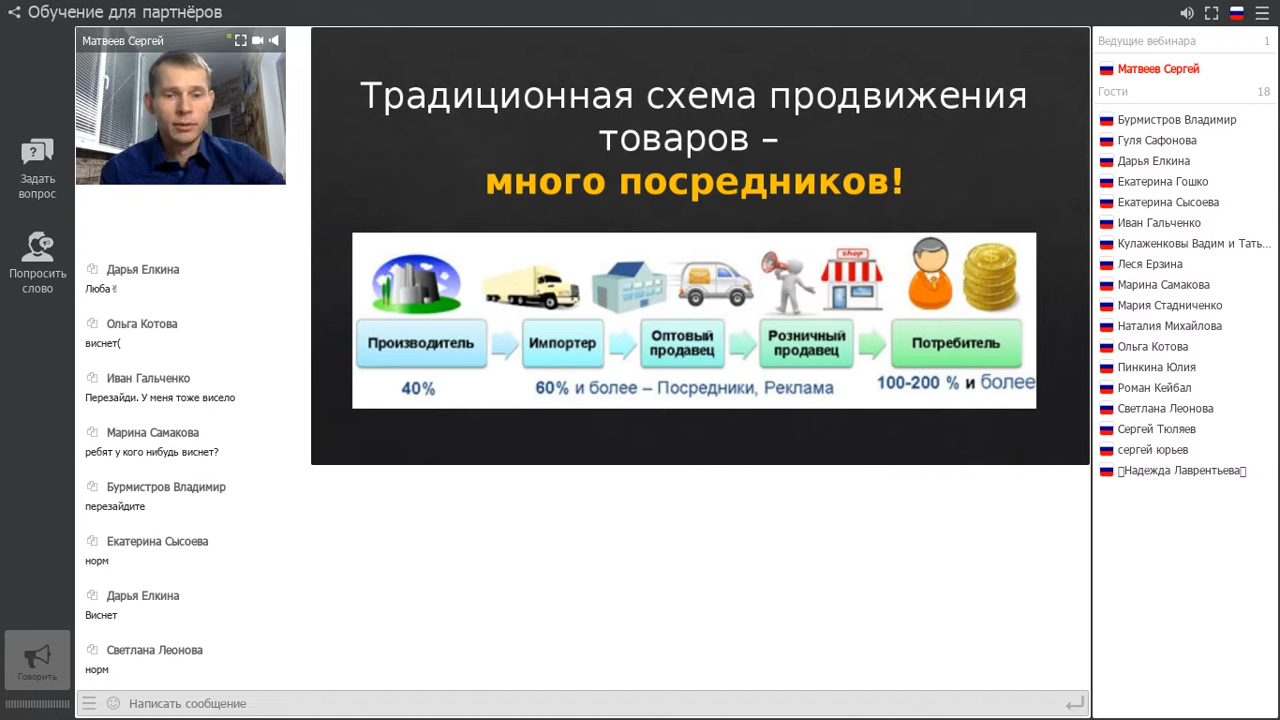 Обучение для партнёров
Матвеев Сергей
Задать
вопрос
Попросить
слово
Говорить
Традиционная схема продвижения
товаров –
много посредников!
shop
Производитель
Импортер
Оптовый
продавец
Розничный
продавец
Потребитель
40%
60% и более – Посредники, Реклама
100-200 % и более
Дарья Елкина
Люба✌
Ольга Котова
виснет(
Иван Гальченко
Перезайди. У меня тоже висело
Марина Самакова
ребят у кого нибудь виснет?
Бурмистров Владимир
перезайдите
Екатерина Сысоева
норм
Дарья Елкина
Виснет
Светлана Леонова
норм
Написать сообщение
Ведущие вебинара 1
Матвеев Сергей
Гости 18
Бурмистров Владимир
Гуля Сафонова
Дарья Елкина
Екатерина Гошко
Екатерина Сысоева
Иван Гальченко
Кулаженковы Вадим и Тать...
Леся Ерзина
Марина Самакова
Мария Стадниченко
Наталия Михайлова
Ольга Котова
Пинкина Юлия
Роман Кейбал
Светлана Леонова
Сергей Тюляев
сергей юрьев
Надежда Лаврентьева